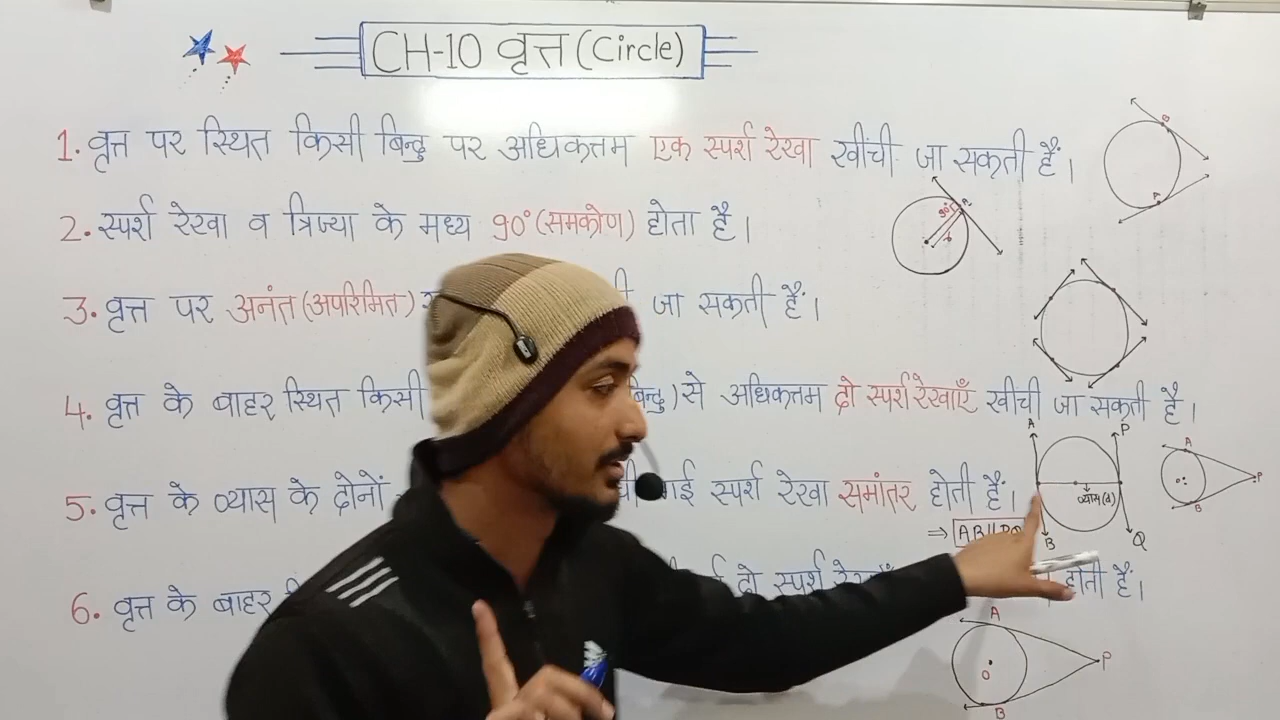 CH-10 वृत्त (Circle)
1. वृत्त पर स्थित किसी बिन्दु पर अधिकत्तम एक स्पर्श रेखा खींची जा सकती हैं।
B
A
2. स्पर्श रेखा व त्रिज्या के मध्य 90° (समकोण) होता है।
90°
3. वृत्त पर अनंत (अपरिमित) जा सकती हैं।
4. वृत्त के बाहर स्थित किसी बिन्दु) से अधिकत्तम दो स्पर्श रेखाएँ खींची जा सकती है।
A P
व्यास (d)
B Q
A
O
B
P
5. वृत्त के व्यास के दोनों गई स्पर्श रेखा समांतर होती हैं।
⇒ AB||PQ
6. वृत्त के बाहर दो स्पर्श रेखाएँ होती हैं।
A
O
P
B